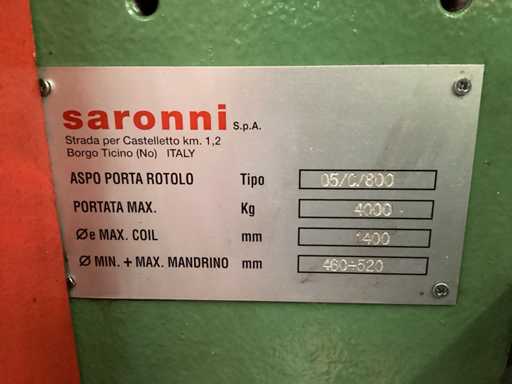 saronni S.p.A.
Strada per Castelletto km. 1,2
Borgo Ticino (No) ITALY
ASPO PORTA ROTOLO Tipo 05/C/800
PORTATA MAX. Kg 4000
Øe MAX. COIL mm 1400
Ø MIN. + MAX. MANDRINO mm 460÷520